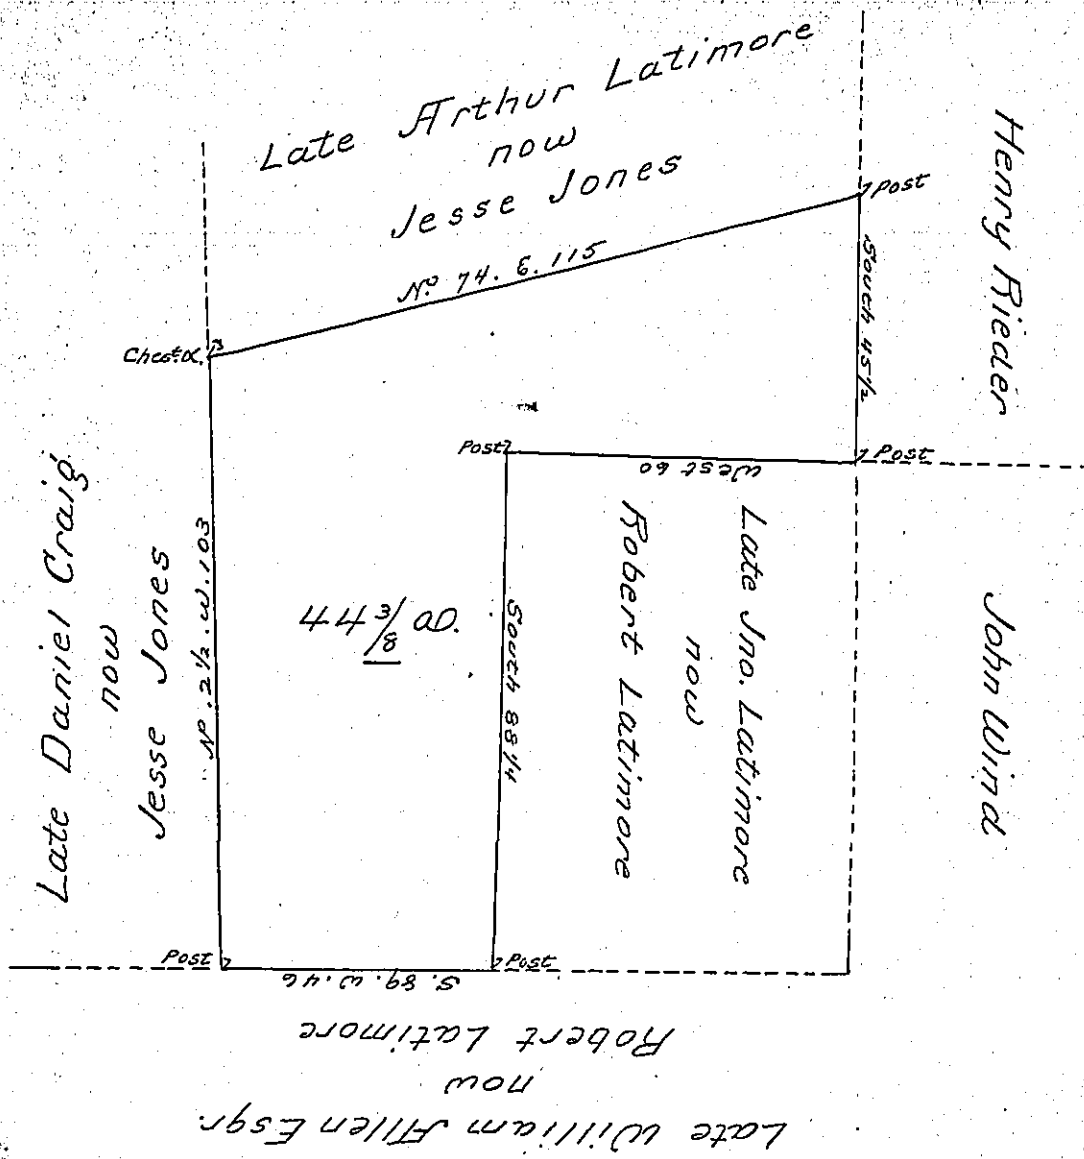 Late Arthur Latimore
now
Jesse Jones
Nº 74. E. 115
Post
South 45½
Henry Rieder
Chest. Oc.
Post
West 60
Post
Late Daniel Craig
now
Jesse Jones
Nº. 2½. W. 103
44 3/8 a.
South 88¼
Late Jno. Latimore
now
Robert Latimore
John Wind
Post
S. 89. W. 46
Post
Late William Allen Esqr.
now
Robert Latimore